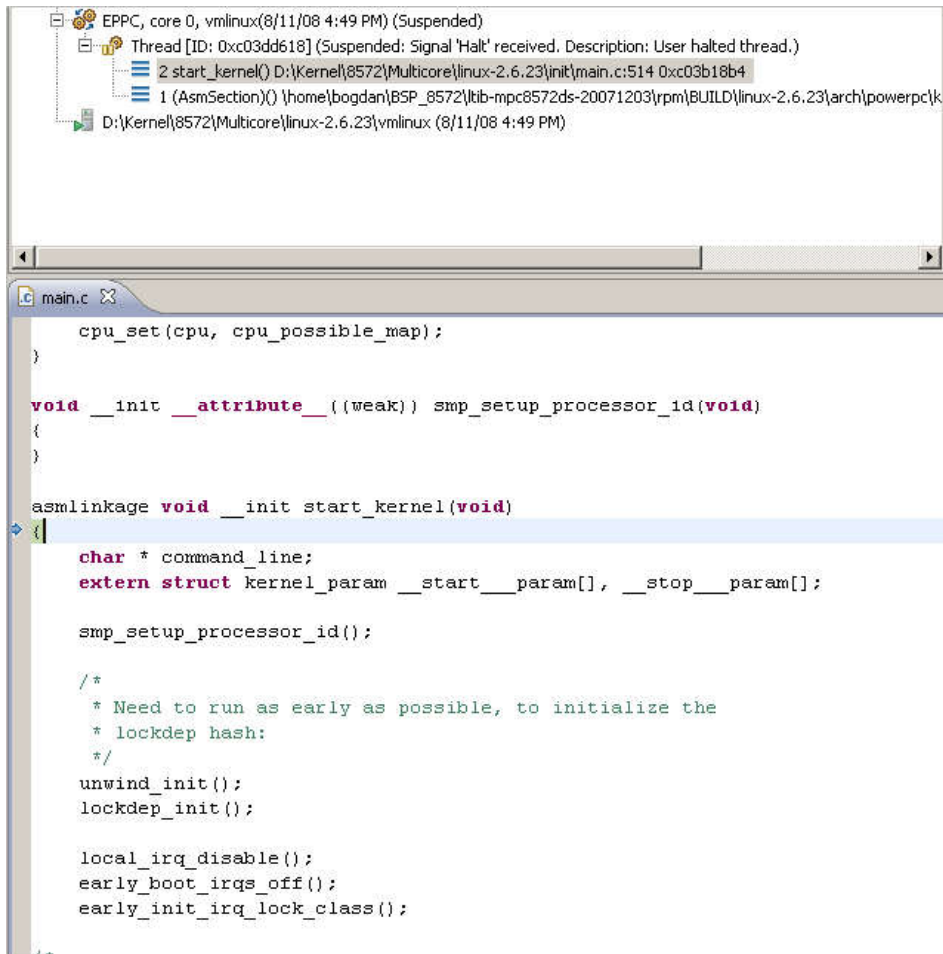 EPPC, core 0, vmlinux(8/11/08 4:49 PM) (Suspended)
Thread [ID: 0xc03dd618] (Suspended: Signal 'Halt' received. Description: User halted thread.)
2 start_kernel() D:\Kernel\8572\Multicore\linux-2.6.23\init\main.c:514 0xc03b18b4
1 (AsmSection)() \home\bogdan\BSP_8572\ltib-mpc8572ds-20071203\rpm\BUILD\linux-2.6.23\arch\powerpc\k
D:\Kernel\8572\Multicore\linux-2.6.23\vmlinux (8/11/08 4:49 PM)
main.c
    cpu_set(cpu, cpu_possible_map);
}
void __init __attribute__((weak)) smp_setup_processor_id(void)
{
}
asmlinkage void __init start_kernel(void)
{
    char * command_line;
    extern struct kernel_param __start___param[], __stop___param[];
    smp_setup_processor_id();
    /*
     * Need to run as early as possible, to initialize the
     * lockdep hash:
     */
    unwind_init();
    lockdep_init();
    local_irq_disable();
    early_boot_irqs_off();
    early_init_irq_lock_class();
/*